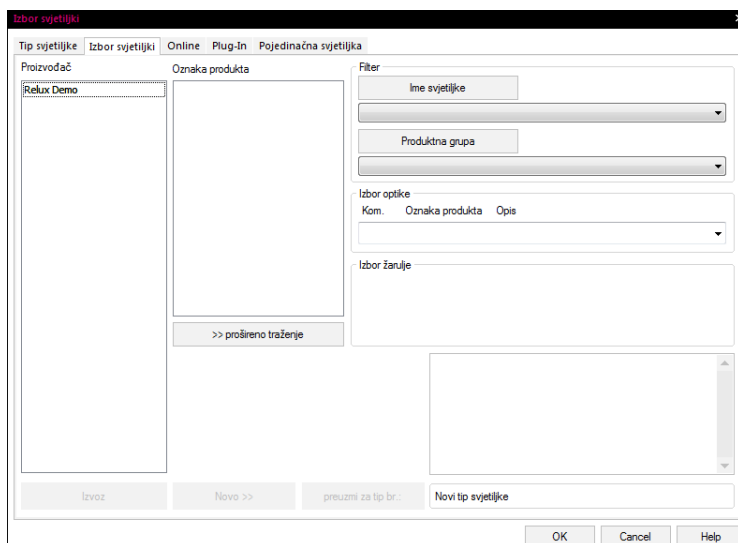 Izbor svjetiljki
Tip svjetiljke Izbor svjetiljki Online Plug-In Pojedinačna svjetiljka
Proizvođač
Relux Demo
Oznaka produkta
>> prošireno traženje
Filter
Ime svjetiljke
Produktna grupa
Izbor optike
Kom. Oznaka produkta Opis
Izbor žarulje
Izvoz Novo >> preuzmi za tip br.: Novi tip svjetiljke
OK Cancel Help